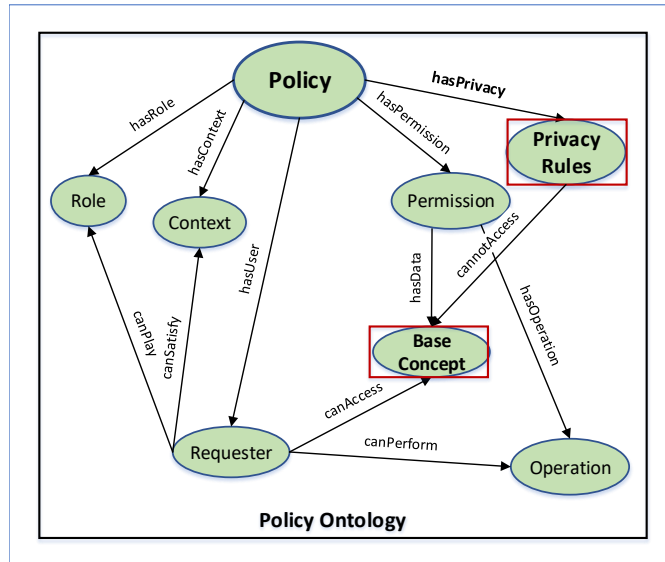 Policy
hasPrivacy
hasRole
hasContext
hasPermission
Privacy
Rules
Role
Context
Permission
hasUser
hasData
cannotAccess
hasOperation
canPlay
canSatisfy
Base
Concept
canAccess
Requester
canPerform
Operation
Policy Ontology